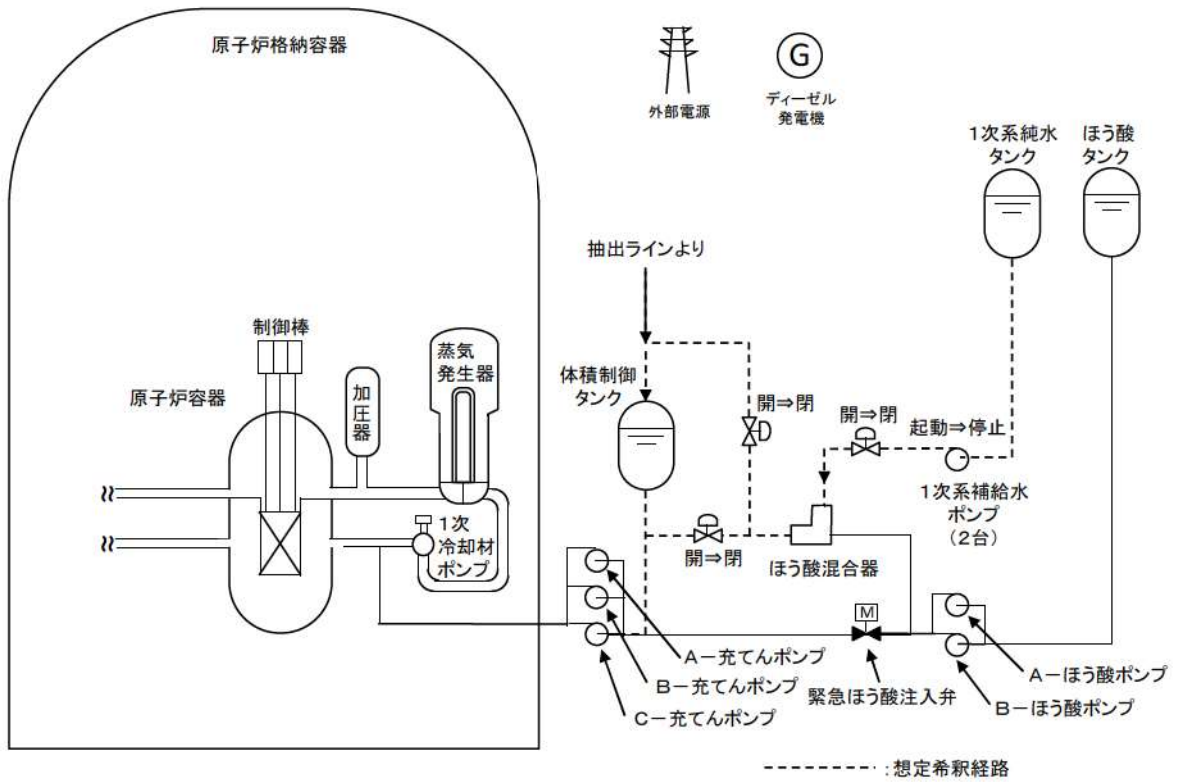 原子炉格納容器
外部電源
G
ディーゼル
発電機
1次系純水
タンク
ほう酸
タンク
抽出ラインより
制御棒
蒸気
発生器
原子炉容器
加圧器
体積制御
タンク
開⇒閉
開⇒閉
起動⇒停止
1次系補給水
ポンプ
(2台)
1次
冷却材
ポンプ
開⇒閉
ほう酸混合器
M
A-充てんポンプ
B-充てんポンプ
C-充てんポンプ
緊急ほう酸注入弁
A-ほう酸ポンプ
B-ほう酸ポンプ
:想定希釈経路